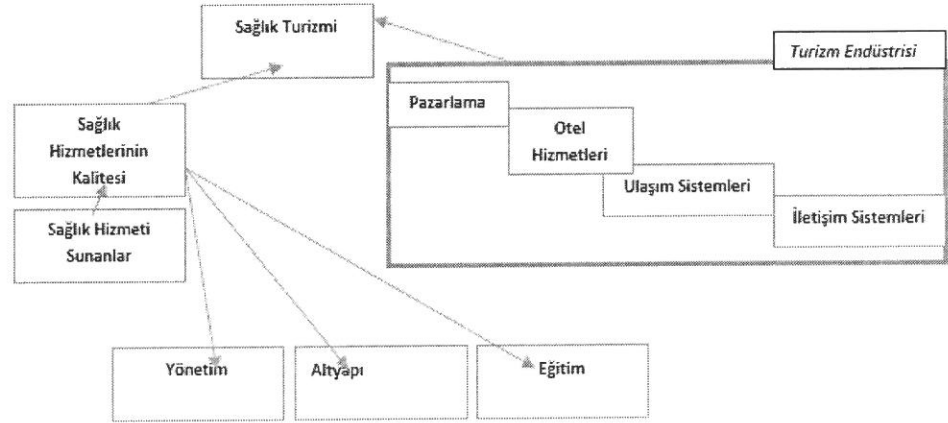 Sağlık Turizmi
Turizm Endüstrisi
Pazarlama
Otel
Hizmetleri
Ulaşım Sistemleri
İletişim Sistemleri
Sağlık
Hizmetlerinin
Kalitesi
Sağlık Hizmeti
Sunanlar
Yönetim
Altyapı
Eğitim